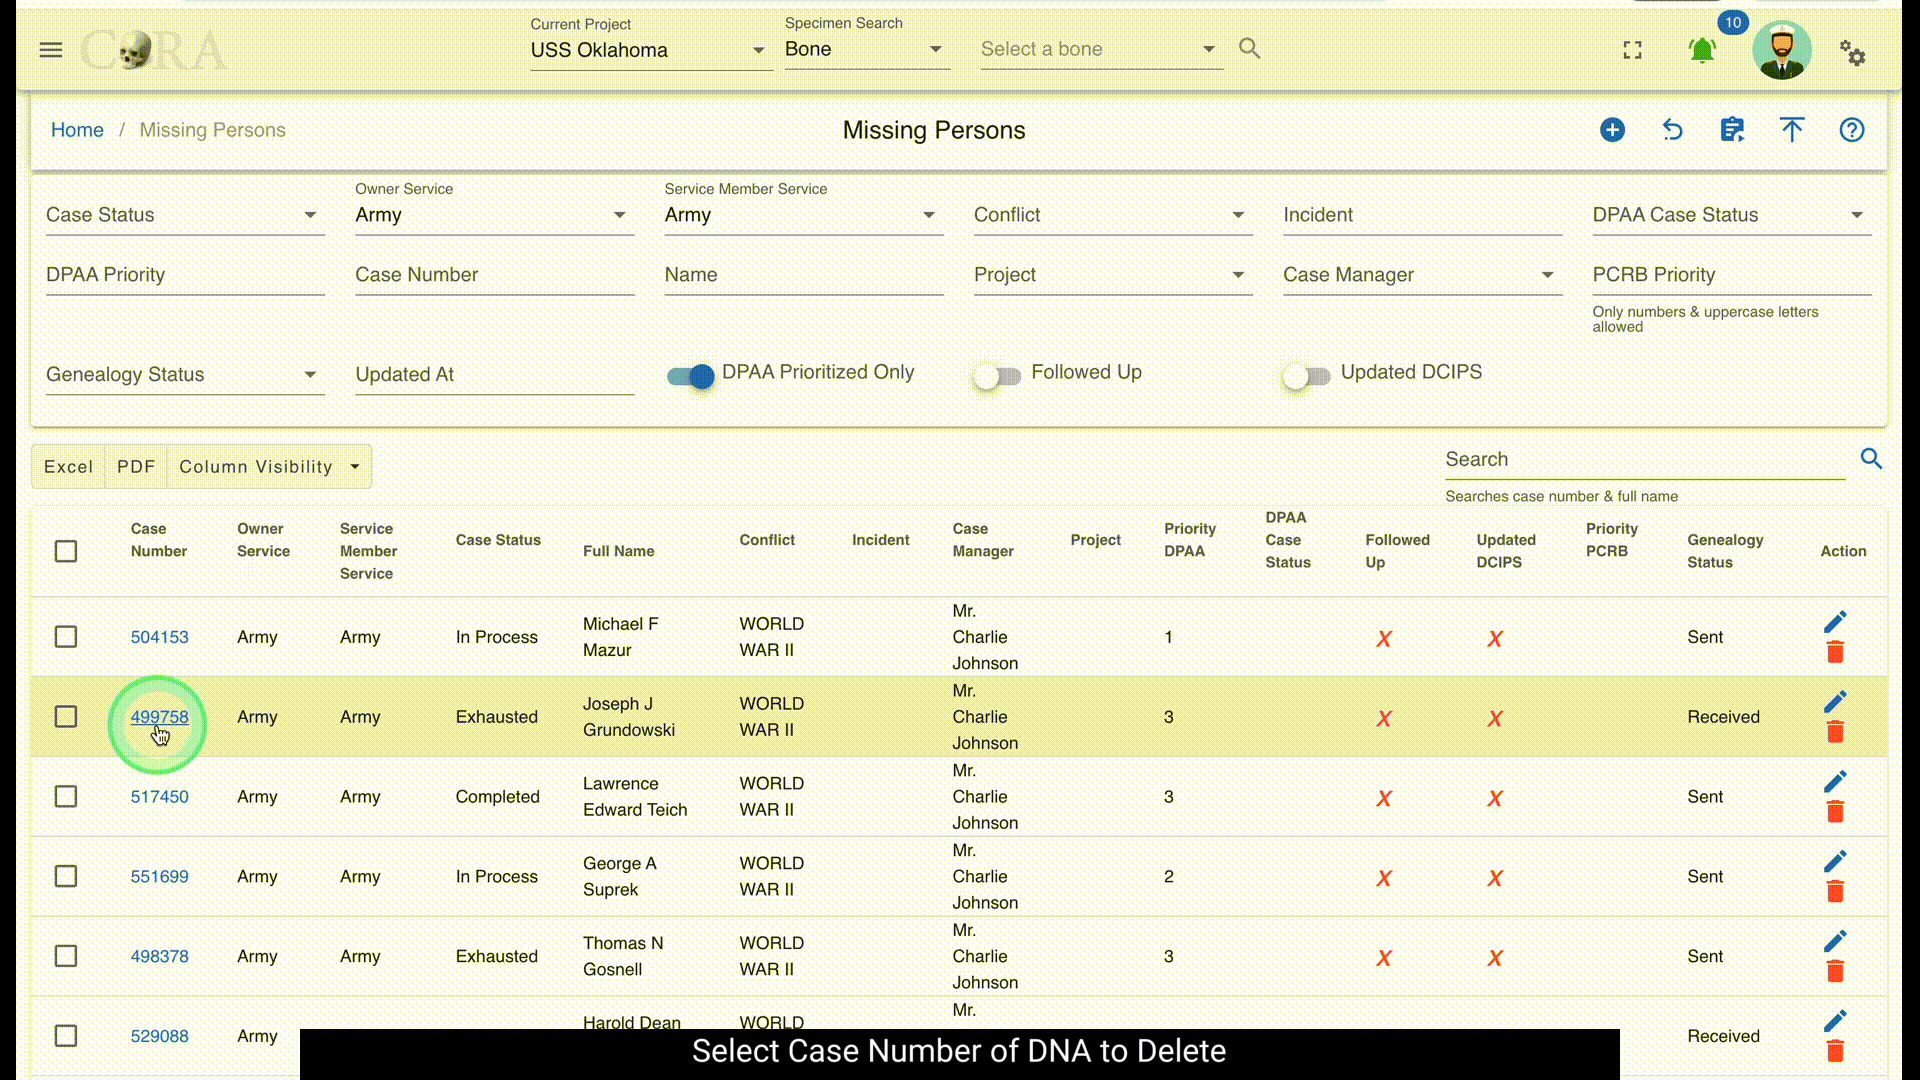 CORA
Current Project
USS Oklahoma
Specimen Search
Bone
Select a bone
10
Home / Missing Persons
Missing Persons
Case Status
Owner Service
Army
Service Member Service
Army
Conflict
Incident
DPAA Case Status
DPAA Priority
Case Number
Name
Project
Case Manager
PCRB Priority
Only numbers & uppercase letters
allowed
Genealogy Status
Updated At
DPAA Prioritized Only
Followed Up
Updated DCIPS
Excel PDF Column Visibility
Search
Searches case number & full name
Case Number Owner Service Service Member Service Case Status Full Name Conflict Incident Case Manager Project Priority DPAA DPAA Case Status Followed Up Updated DCIPS Priority PCRB Genealogy Status Action
504153 Army Army In Process Michael F Mazur WORLD WAR II Mr. Charlie Johnson 1 X X Sent
499758 Army Army Exhausted Joseph J Grundowski WORLD WAR II Mr. Charlie Johnson 3 X X Received
517450 Army Army Completed Lawrence Edward Teich WORLD WAR II Mr. Charlie Johnson 3 X X Sent
551699 Army Army In Process George A Suprek WORLD WAR II Mr. Charlie Johnson 2 X X Sent
498378 Army Army Exhausted Thomas N Gosnell WORLD WAR II Mr. Charlie Johnson 3 X X Sent
529088 Army Harold Dean WORLD Mr. Received
Select Case Number of DNA to Delete